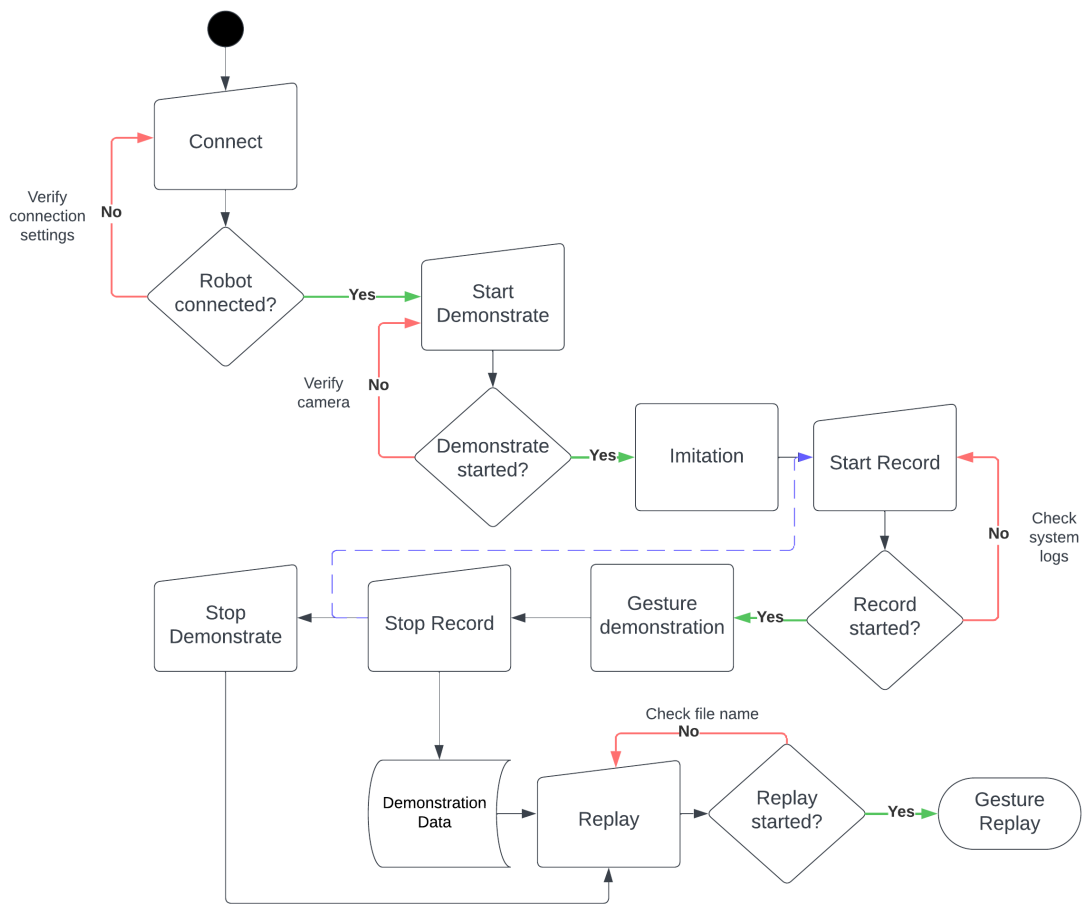 Connect
Verify
connection
settings
No
Robot
connected?
Yes
Start
Demonstrate
Verify
camera
No
Demonstrate
started?
Yes
Imitation
Start Record
No
Check
system
logs
Record
started?
Yes
Gesture
demonstration
Stop Record
Stop
Demonstrate
Demonstration
Data
Replay
Check file name
No
Replay
started?
Yes
Gesture
Replay